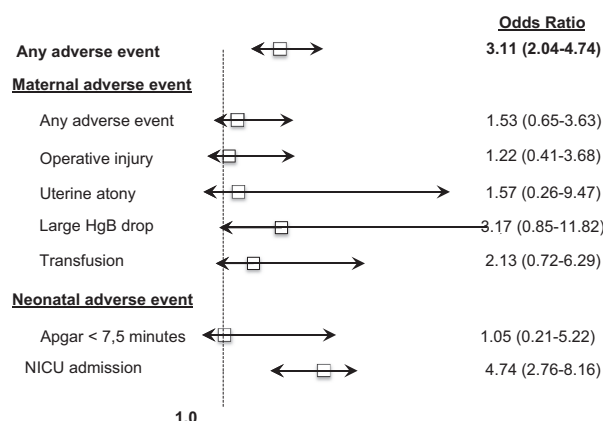 Odds Ratio
Any adverse event 3.11 (2.04-4.74)
Maternal adverse event
Any adverse event 1.53 (0.65-3.63)
Operative injury 1.22 (0.41-3.68)
Uterine atony 1.57 (0.26-9.47)
Large HgB drop 3.17 (0.85-11.82)
Transfusion 2.13 (0.72-6.29)
Neonatal adverse event
Apgar < 7,5 minutes 1.05 (0.21-5.22)
NICU admission 4.74 (2.76-8.16)
1.0